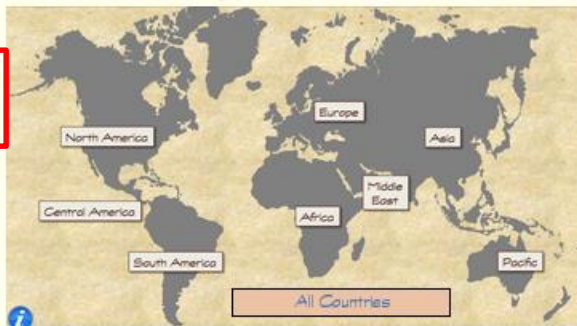 Europe
North America
Asia
Middle
East
Central America
Africa
South America
Pacific
All Countries
i